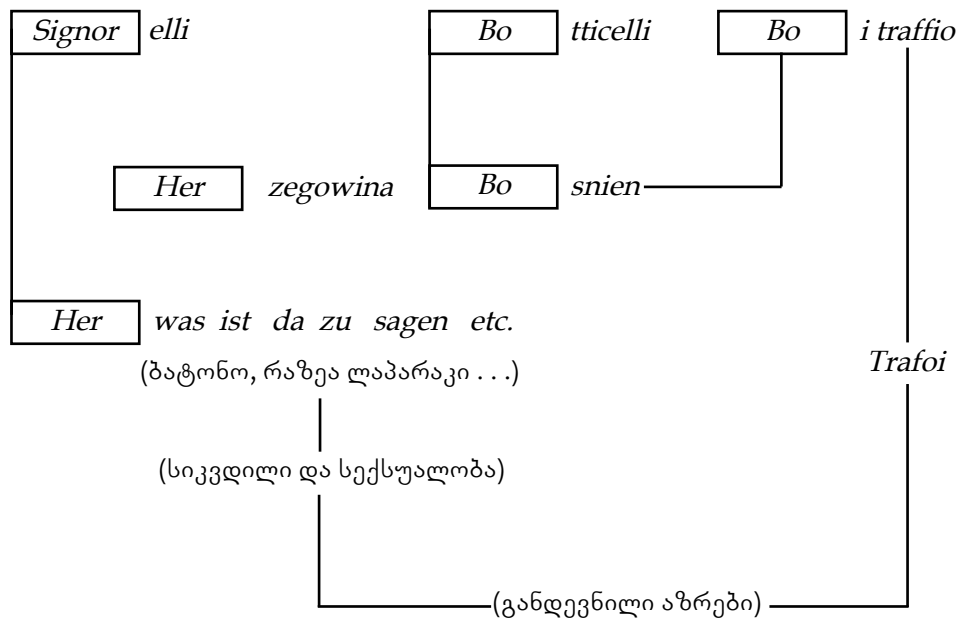 Signor elli Bo tticelli Bo i traffio
Her zegowina Bo snien
Her was ist da zu sagen etc.
(ბატონო, რაზეა ლაპარაკი . . .)
Trafoi
(სიკვდილი და სექსუალობა)
(განდევნილი აზრები)